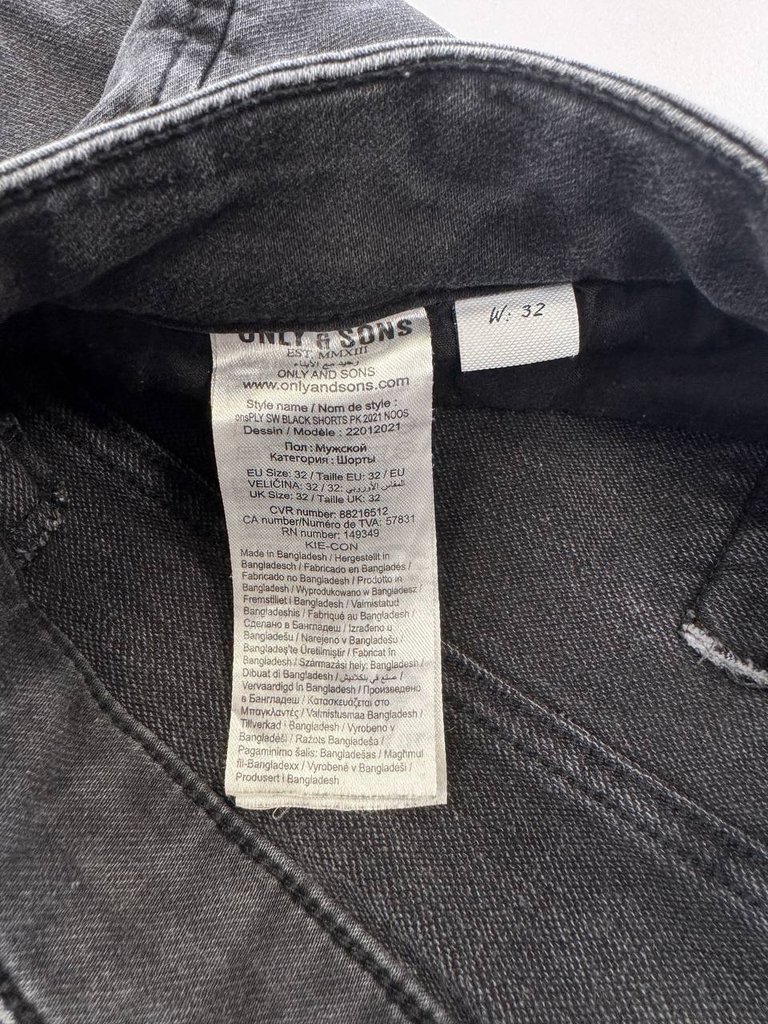 ONLY & SONS
EST. MMXIII
ONLY AND SONS
www.onlyandsons.com
Style name / Nom de style :
onsPLY SW BLACK SHORTS PK 2021 NOOS
Dessin / Modèle : 22012021
Пол : Мужской
Категория : Шорты
EU Size: 32 / Taille EU: 32 / EU
VELIČINA: 32 / 32: المقاس الأوروبي
UK Size: 32 / Taille UK: 32
CVR number: 88216512
CA number/Numéro de TVA: 57831
RN number: 149349
KIE-CON
Made in Bangladesh / Hergestellt in
Bangladesch / Fabricado en Bangladés /
Fabricado no Bangladesh / Prodotto in
Bangladesh / Wyprodukowano w Bangladesz /
Fremstillet i Bangladesh / Valmistatud
Bangladeshis / Fabriqué au Bangladesh /
Сделано в Бангладеш / Izrađeno u
Bangladešu / Narejeno v Bangladešu /
Bangladeş'te Üretilmiştir / Fabricat în
Bangladesh / Származási hely: Bangladesh /
Dibuat di Bangladesh / صنع في بنگلاديش /
Vervaardigd in Bangladesh / Произведено
в Бангладеш / Κατασκευάζεται στο
Μπαγκλαντές / Valmistusmaa Bangladesh /
Tillverkad i Bangladesh / Vyrobeno v
Bangladéši / Ražots Bangladeša /
Pagaminimo šalis: Bangladešas / Magħmul
fil-Bangladexx / Vyrobené v Bangladéši /
Produsert i Bangladesh
W: 32